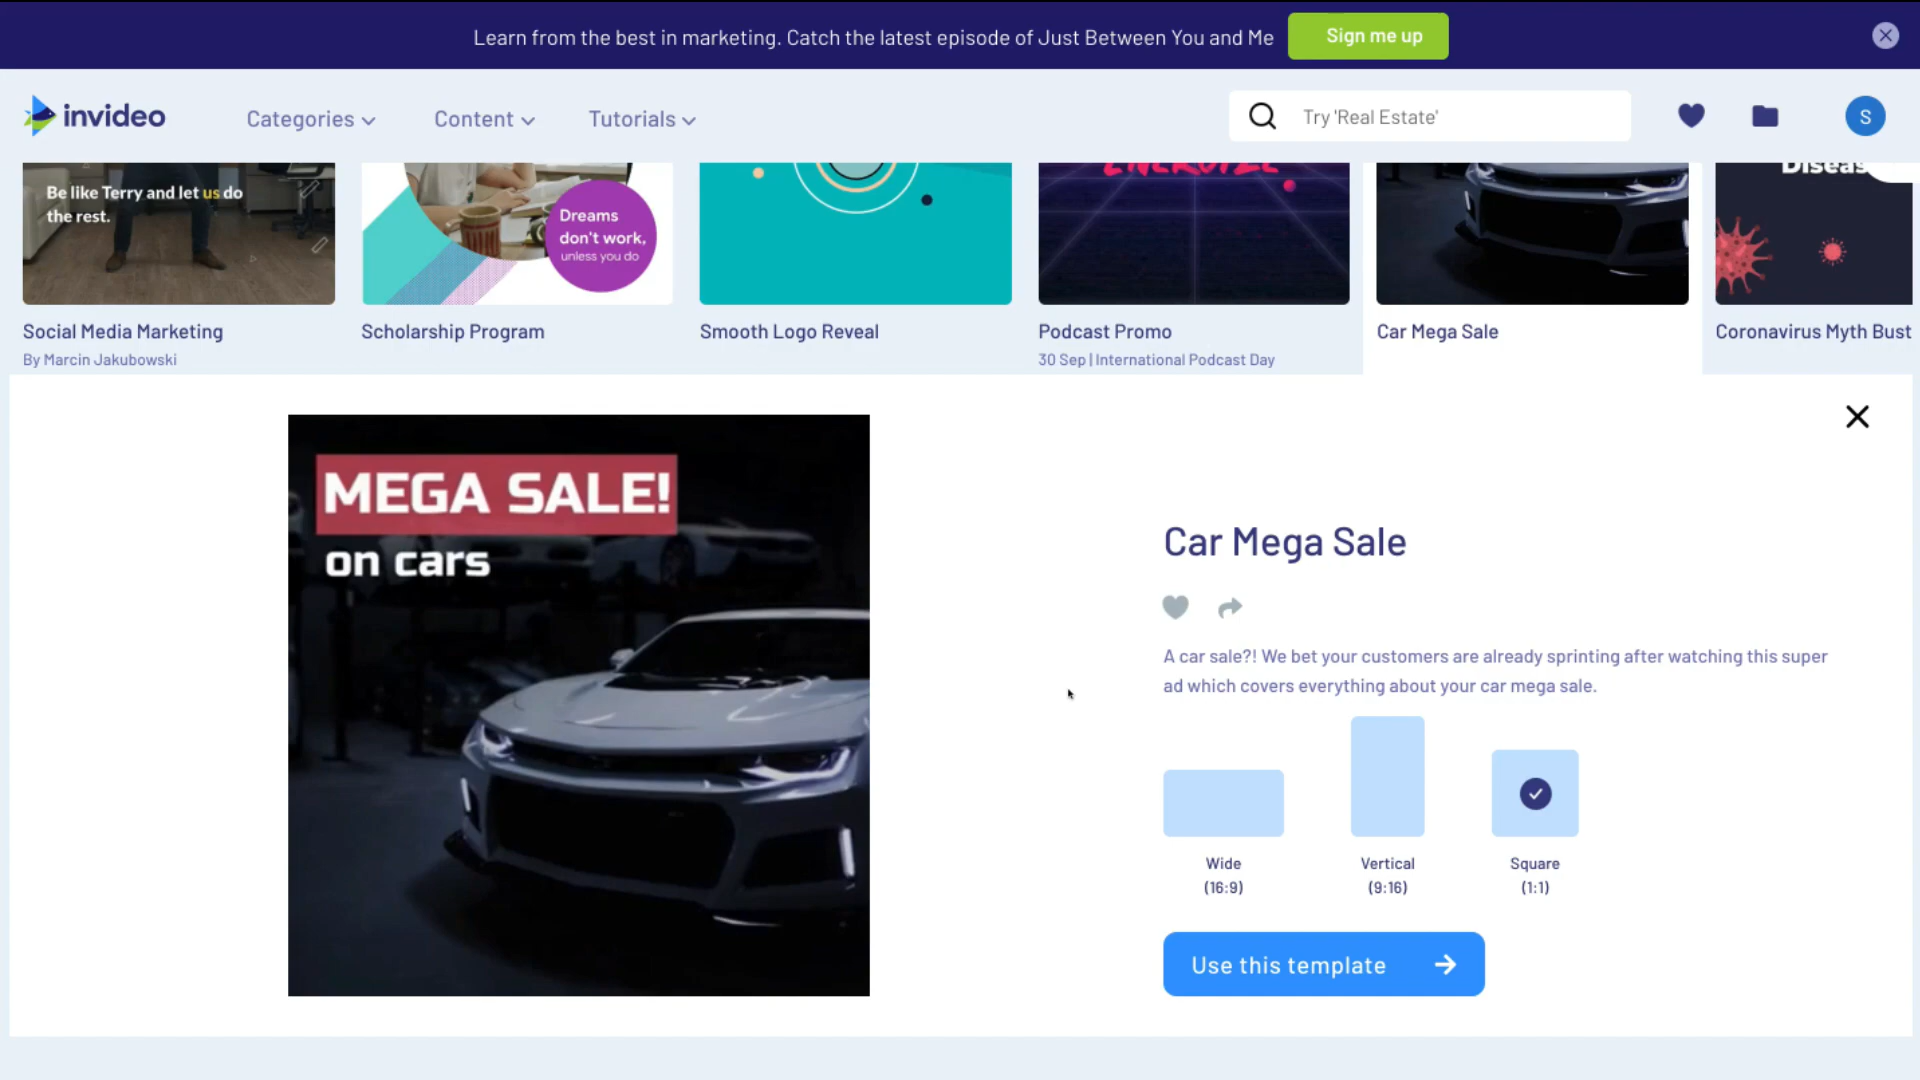 Learn from the best in marketing. Catch the latest episode of Just Between You and Me
Sign me up
invideo
Categories
Content
Tutorials
Try 'Real Estate'
S
Be like Terry and let us do
the rest.
Dreams
don't work,
unless you do
ENERGIZE
Diseas
Social Media Marketing
By Marcin Jakubowski
Scholarship Program
Smooth Logo Reveal
Podcast Promo
30 Sep | International Podcast Day
Car Mega Sale
Coronavirus Myth Bust
MEGA SALE!
on cars
Car Mega Sale
A car sale?! We bet your customers are already sprinting after watching this super
ad which covers everything about your car mega sale.
Wide
(16:9)
Vertical
(9:16)
Square
(1:1)
Use this template